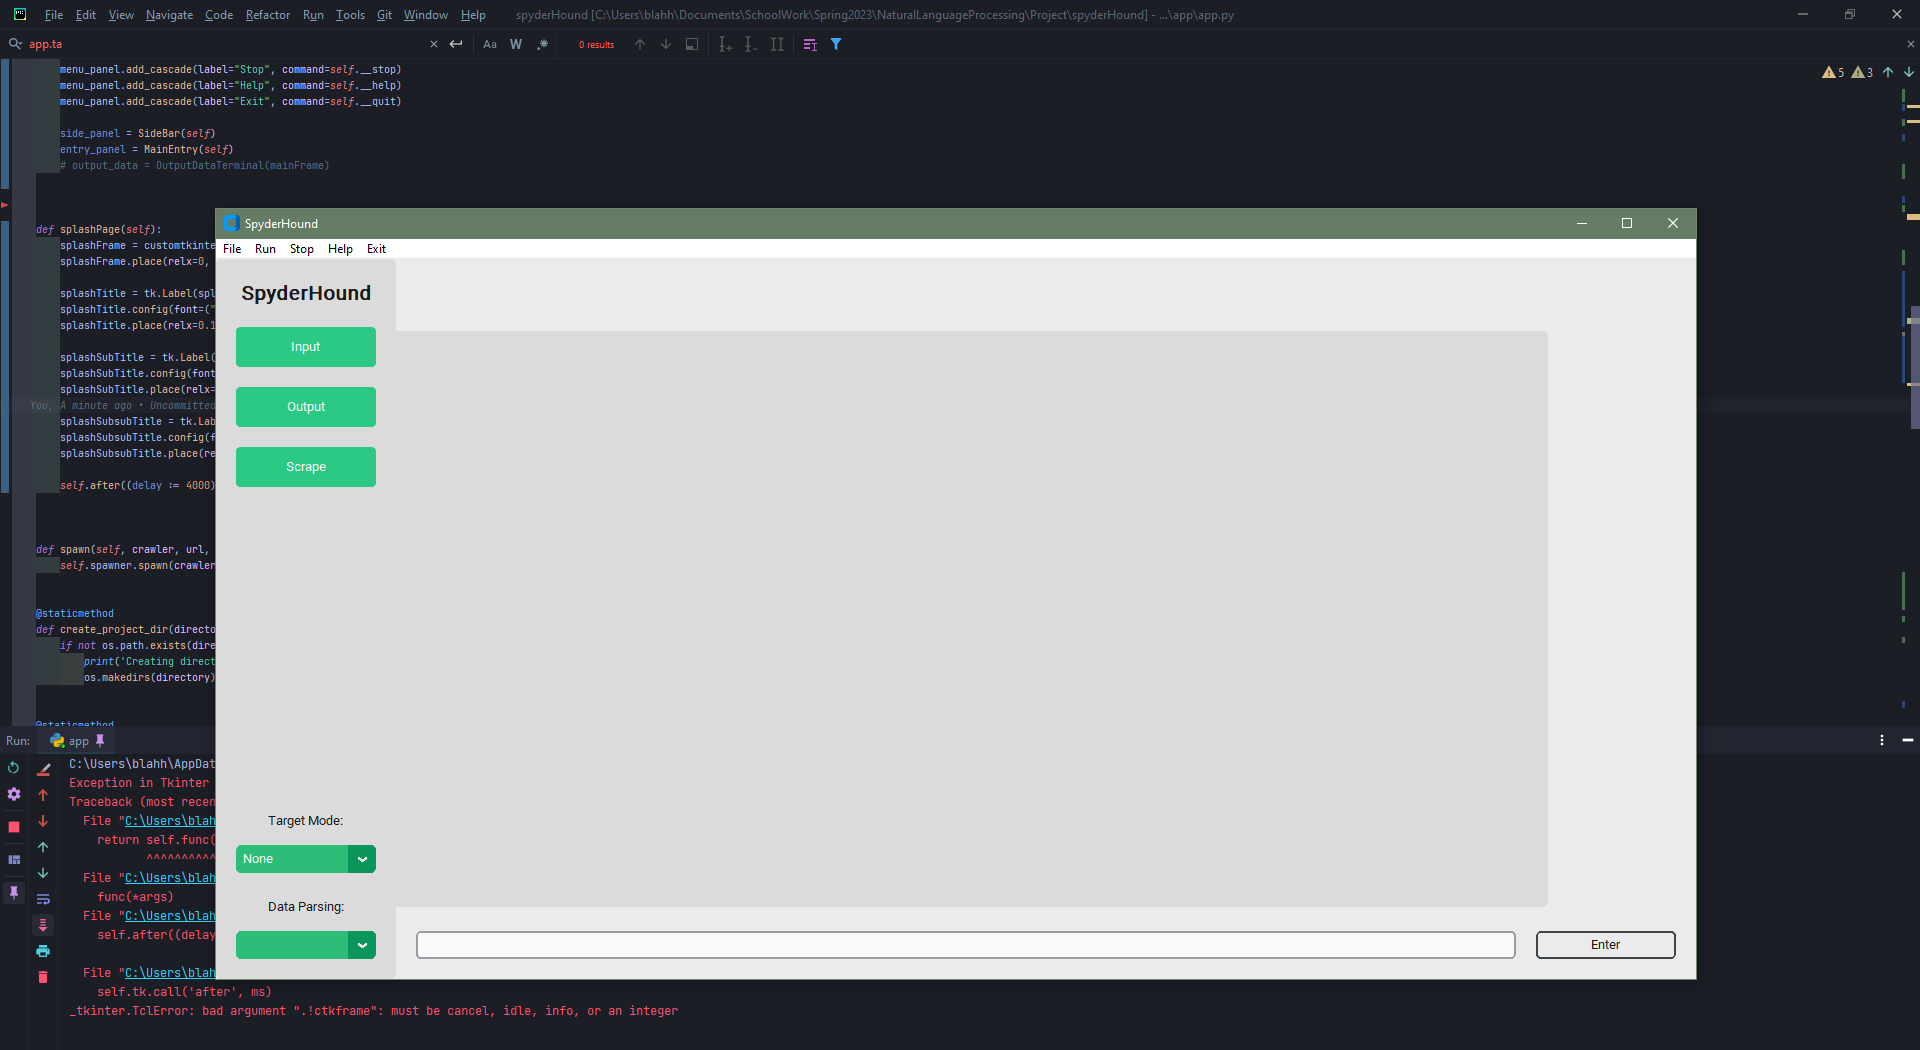 File Edit View Navigate Code Refactor Run Tools Git Window Help spyderHound [C:\Users\blahh\Documents\SchoolWork\Spring2023\NaturalLanguageProcessing\Project\spyderHound] - ...\app\app.py
app.ta Aa W .* 0 results
menu_panel.add_cascade(label="Stop", command=self.__stop)
5 3
menu_panel.add_cascade(label="Help", command=self.__help)
menu_panel.add_cascade(label="Exit", command=self.__quit)
side_panel = SideBar(self)
entry_panel = MainEntry(self)
# output_data = OutputDataTerminal(mainFrame)
def splashPage(self):
splashFrame = customtkinte
splashFrame.place(relx=0,
splashTitle = tk.Label(spl
splashTitle.config(font=("
splashTitle.place(relx=0.1
splashSubTitle = tk.Label(
splashSubTitle.config(font
splashSubTitle.place(relx=
You, A minute ago • Uncommitted
splashSubsubTitle = tk.Lab
splashSubsubTitle.config(f
splashSubsubTitle.place(re
self.after((delay := 4000)
def spawn(self, crawler, url,
self.spawner.spawn(crawler
@staticmethod
def create_project_dir(directo
if not os.path.exists(dire
print('Creating direct
os.makedirs(directory)
@staticmethod
SpyderHound
File Run Stop Help Exit
SpyderHound
Input
Output
Scrape
Target Mode:
None
Data Parsing:
Enter
Run: app
C:\Users\blahh\AppDat
Exception in Tkinter
Traceback (most recen
File "C:\Users\blah
return self.func(
^^^^^^^^^^
File "C:\Users\blah
func(*args)
File "C:\Users\blah
self.after((delay
File "C:\Users\blah
self.tk.call('after', ms)
_tkinter.TclError: bad argument ".!ctkframe": must be cancel, idle, info, or an integer